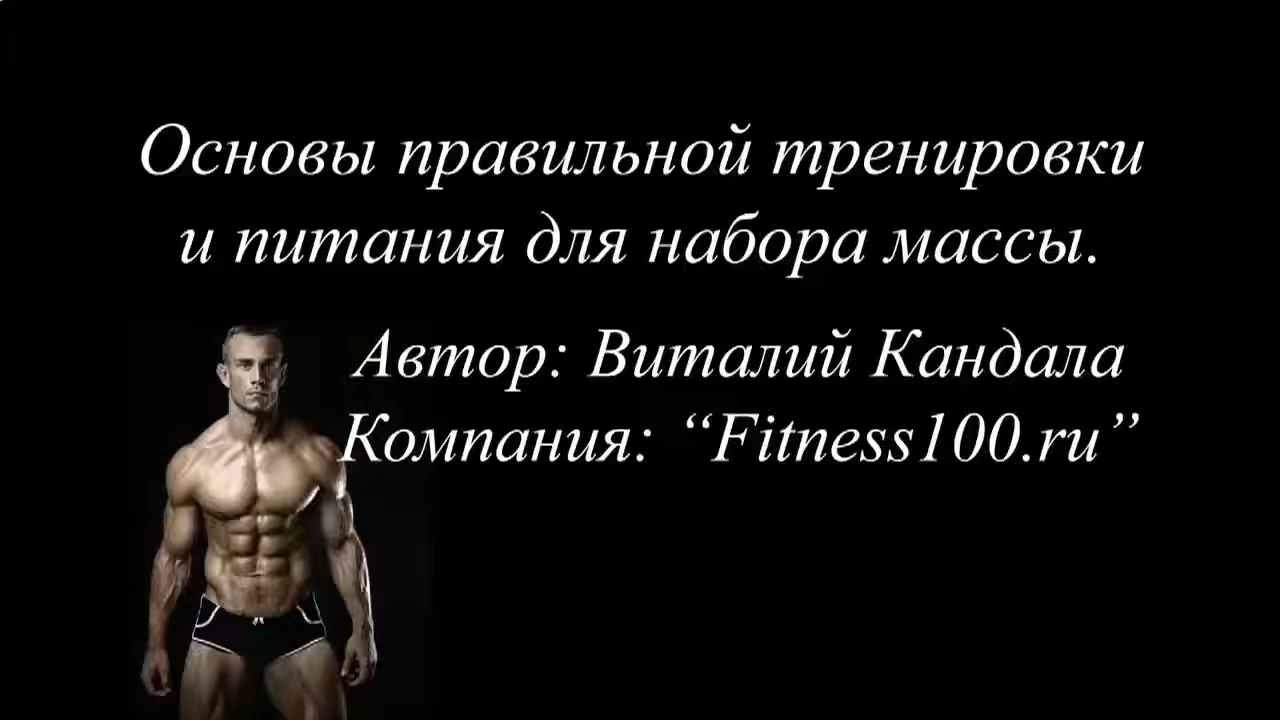 Основы правильной тренировки
и питания для набора массы.
Автор: Виталий Кандала
Компания: “Fitness100.ru”